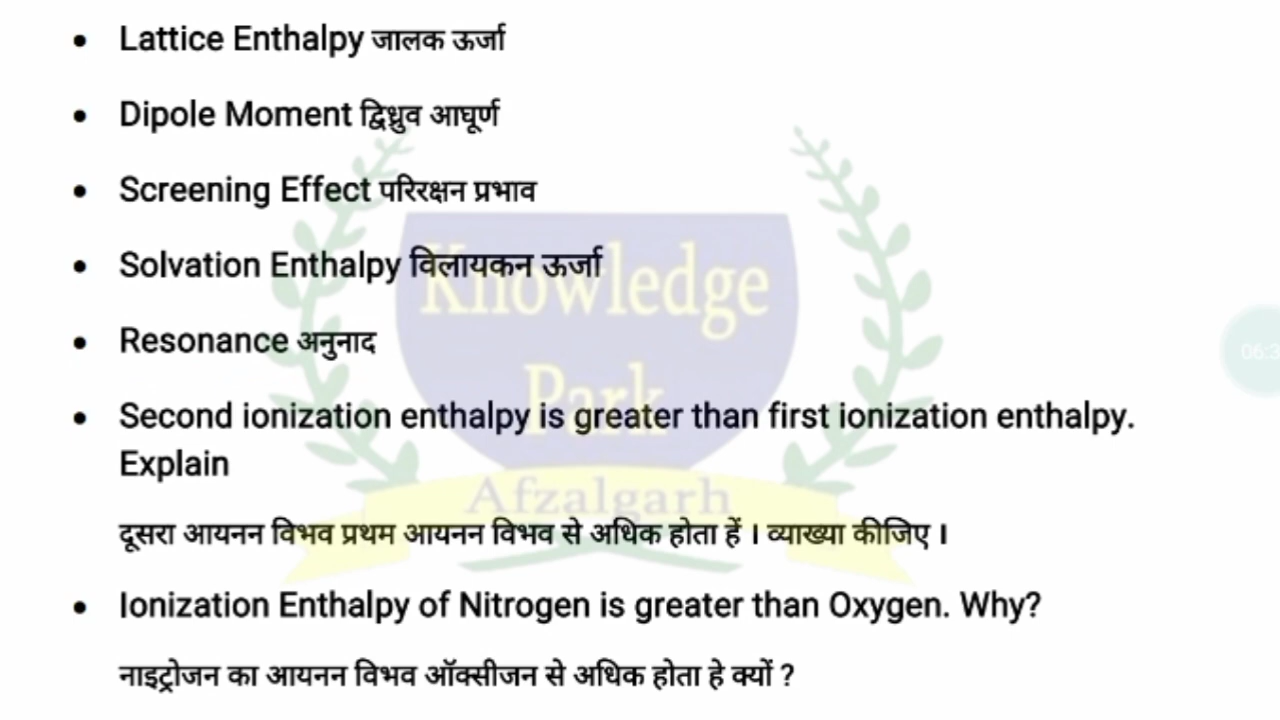 • Lattice Enthalpy जालक ऊर्जा
• Dipole Moment द्विध्रुव आघूर्ण
• Screening Effect परिरक्षन प्रभाव
• Solvation Enthalpy विलायकन ऊर्जा
• Resonance अनुनाद
• Second ionization enthalpy is greater than first ionization enthalpy.
Explain
दूसरा आयनन विभव प्रथम आयनन विभव से अधिक होता हें । व्याख्या कीजिए ।
• Ionization Enthalpy of Nitrogen is greater than Oxygen. Why?
नाइट्रोजन का आयनन विभव ऑक्सीजन से अधिक होता हे क्यों ?
Knowledge
Park
Afzalgarh